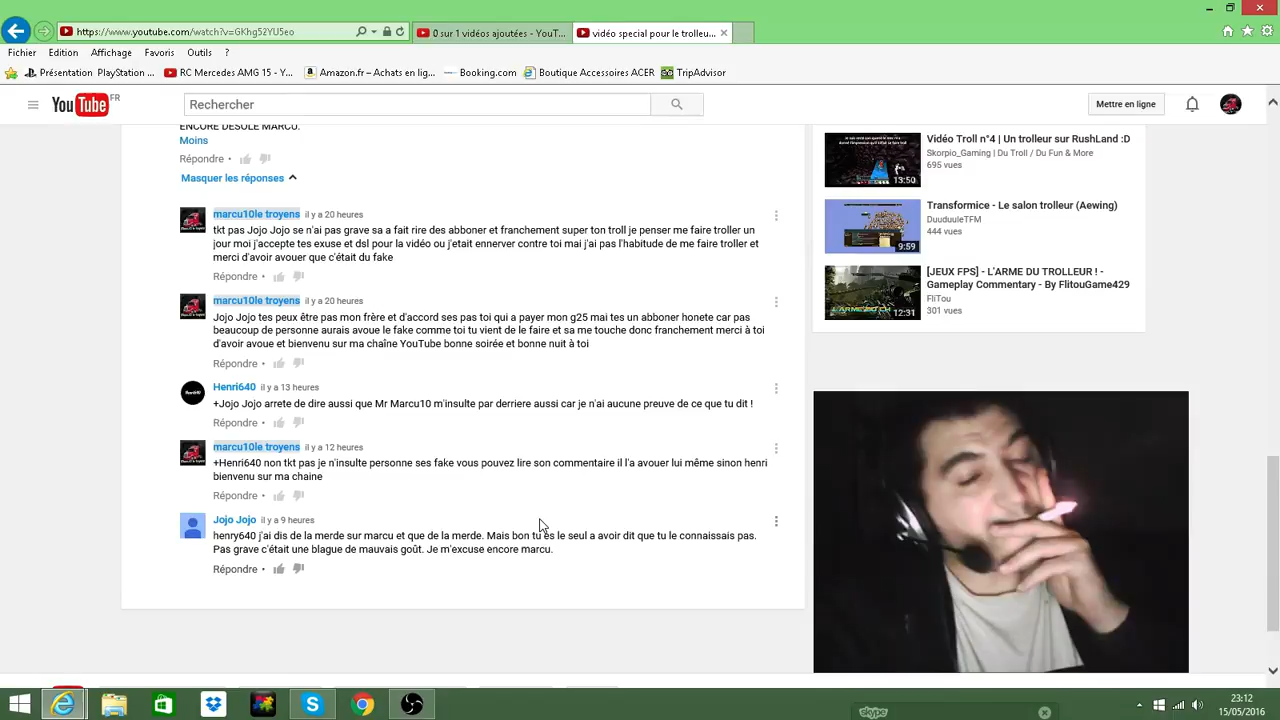 https://www.youtube.com/watch?v=GKhg52YU5eo
0 sur 1 vidéos ajoutées - YouT...
vidéo special pour le trolleu...
Fichier Edition Affichage Favoris Outils ?
Présentation PlayStation ...
RC Mercedes AMG 15 - Y...
Amazon.fr – Achats en lig...
Booking.com
Boutique Accessoires ACER
TripAdvisor
YouTube FR
Rechercher
Mettre en ligne
ENCORE DESOLE MARCU.
Moins
Répondre •
Masquer les réponses
marcu10le troyens il y a 20 heures
tkt pas Jojo Jojo se n'ai pas grave sa a fait rire des abboner et franchement super ton troll je penser me faire troller un
jour moi j'accepte tes exuse et dsl pour la vidéo ou j'etait ennerver contre toi mai j'ai pas l'habitude de me faire troller et
merci d'avoir avouer que c'était du fake
Répondre •
marcu10le troyens il y a 20 heures
Jojo Jojo tes peux être pas mon frère et d'accord ses pas toi qui a payer mon g25 mai tes un abboner honete car pas
beaucoup de personne aurais avoue le fake comme toi tu vient de le faire et sa me touche donc franchement merci à toi
d'avoir avoue et bienvenu sur ma chaîne YouTube bonne soirée et bonne nuit à toi
Répondre •
Henri640 il y a 13 heures
+Jojo Jojo arrete de dire aussi que Mr Marcu10 m'insulte par derriere aussi car je n'ai aucune preuve de ce que tu dit !
Répondre •
marcu10le troyens il y a 12 heures
+Henri640 non tkt pas je n'insulte personne ses fake vous pouvez lire son commentaire il l'a avouer lui même sinon henri
bienvenu sur ma chaine
Répondre •
Jojo Jojo il y a 9 heures
henry640 j'ai dis de la merde sur marcu et que de la merde. Mais bon tu es le seul a avoir dit que tu le connaissais pas.
Pas grave c'était une blague de mauvais goût. Je m'excuse encore marcu.
Répondre •
Vidéo Troll n°4 | Un trolleur sur RushLand :D
Skorpio_Gaming | Du Troll / Du Fun & More
695 vues
13:50
Transformice - Le salon trolleur (Aewing)
DuuduuleTFM
444 vues
9:59
[JEUX FPS] - L'ARME DU TROLLEUR ! -
Gameplay Commentary - By FlitouGame429
FliTou
301 vues
12:31
skype
23:12
15/05/2016